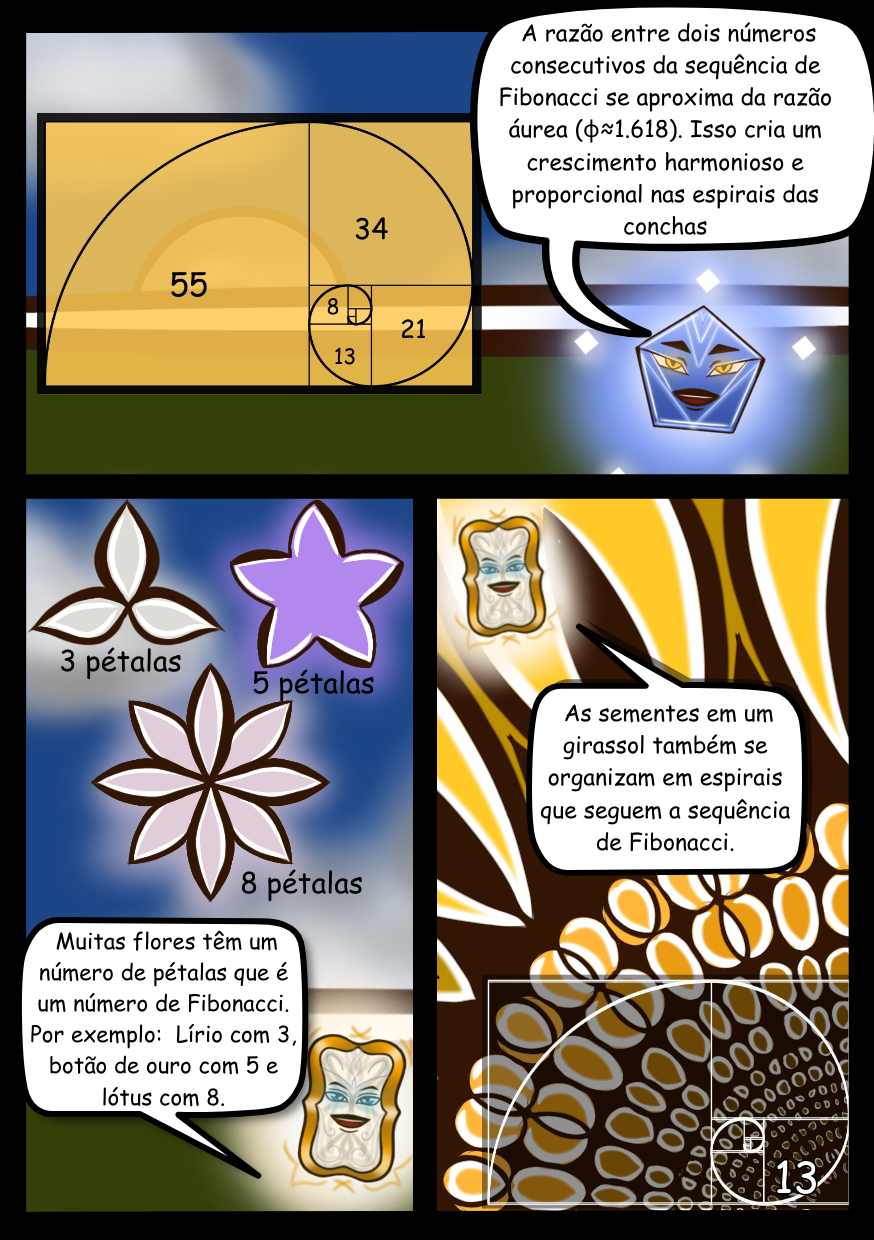 A razão entre dois números
consecutivos da sequência de
Fibonacci se aproxima da razão
áurea (φ≈1.618). Isso cria um
crescimento harmonioso e
proporcional nas espirais das
conchas
34
55
8
21
13
3 pétalas
5 pétalas
8 pétalas
Muitas flores têm um
número de pétalas que é
um número de Fibonacci.
Por exemplo: Lírio com 3,
botão de ouro com 5 e
lótus com 8.
As sementes em um
girassol também se
organizam em espirais
que seguem a sequência
de Fibonacci.
13